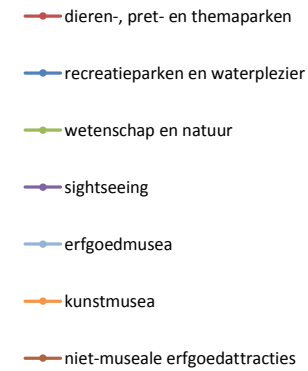 dieren-, pret- en themaparken
recreatieparken en waterplezier
wetenschap en natuur
sightseeing
erfgoedmusea
kunstmusea
niet-museale erfgoedattracties